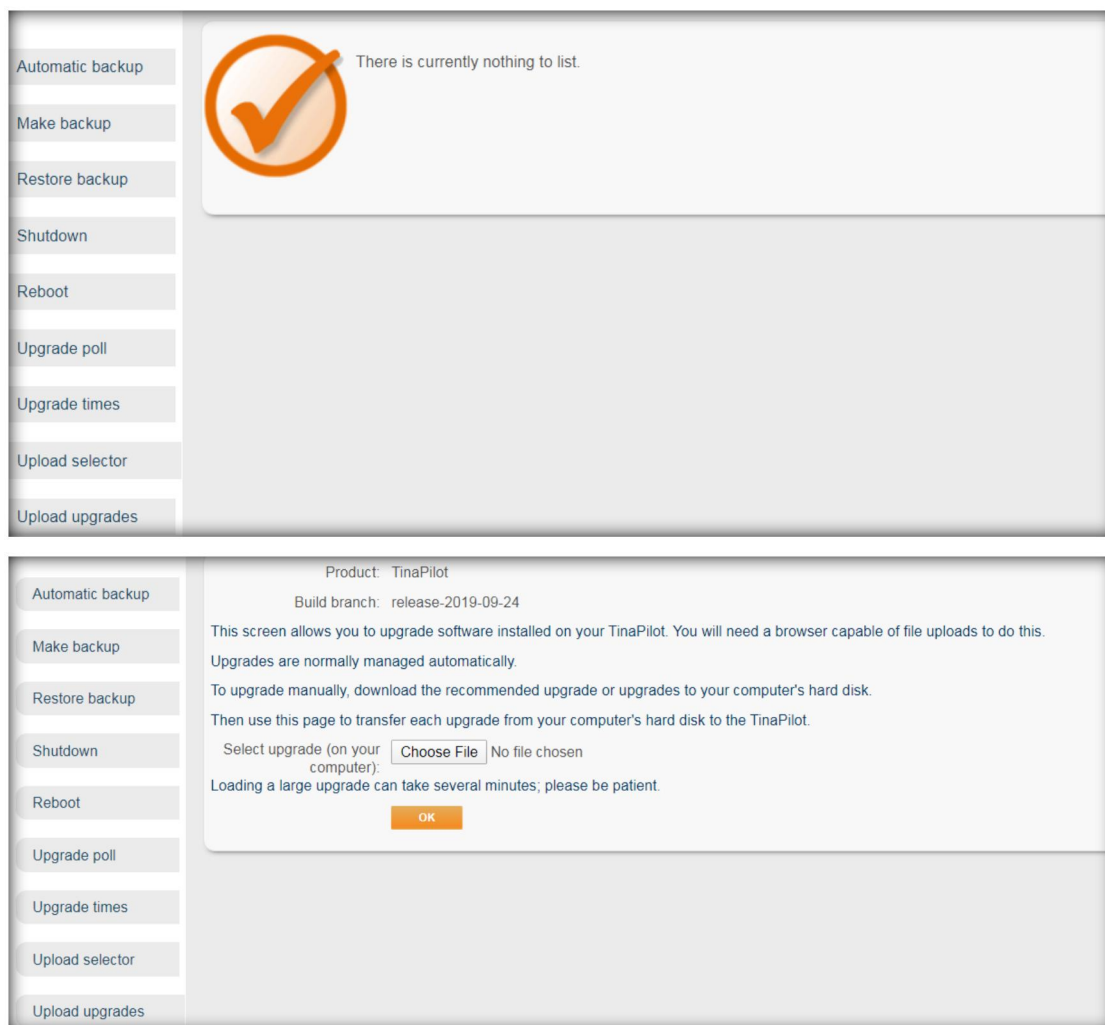 Automatic backup
Make backup
Restore backup
Shutdown
Reboot
Upgrade poll
Upgrade times
Upload selector
Upload upgrades
There is currently nothing to list.
Automatic backup
Make backup
Restore backup
Shutdown
Reboot
Upgrade poll
Upgrade times
Upload selector
Upload upgrades
Product: TinaPilot
Build branch: release-2019-09-24
This screen allows you to upgrade software installed on your TinaPilot. You will need a browser capable of file uploads to do this.
Upgrades are normally managed automatically.
To upgrade manually, download the recommended upgrade or upgrades to your computer's hard disk.
Then use this page to transfer each upgrade from your computer's hard disk to the TinaPilot.
Select upgrade (on your
computer):
Choose File No file chosen
Loading a large upgrade can take several minutes; please be patient.
OK